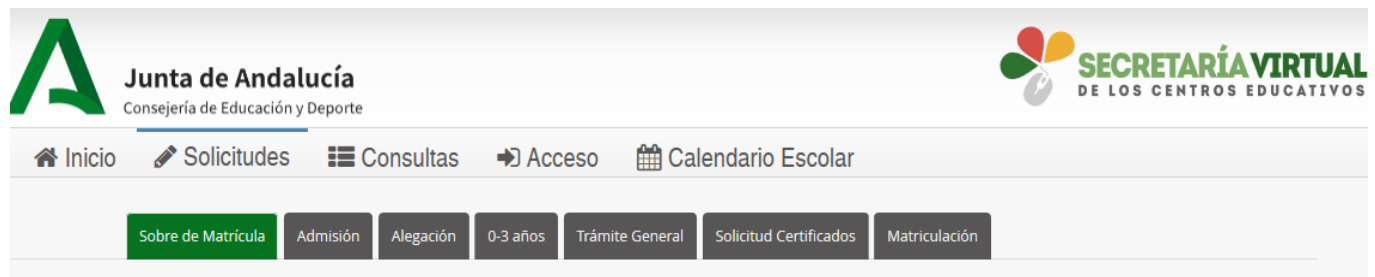 Junta de Andalucía
Consejería de Educación y Deporte
SECRETARÍA VIRTUAL
DE LOS CENTROS EDUCATIVOS
Inicio Solicitudes Consultas Acceso Calendario Escolar
Sobre de Matrícula Admisión Alegación 0-3 años Trámite General Solicitud Certificados Matriculación